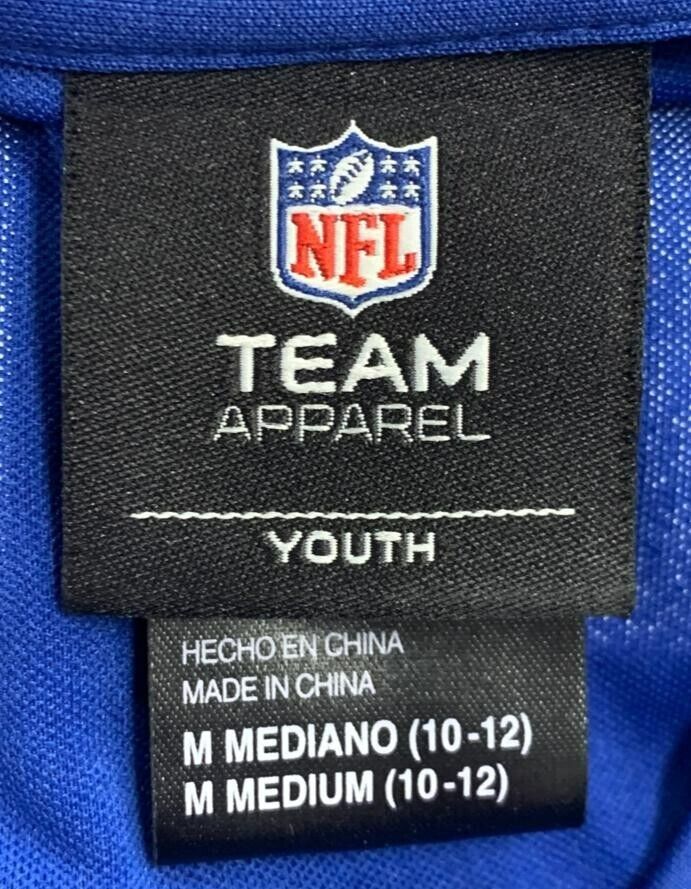 NFL
TEAM
APPAREL
YOUTH
HECHO EN CHINA
MADE IN CHINA
M MEDIANO (10-12)
M MEDIUM (10-12)